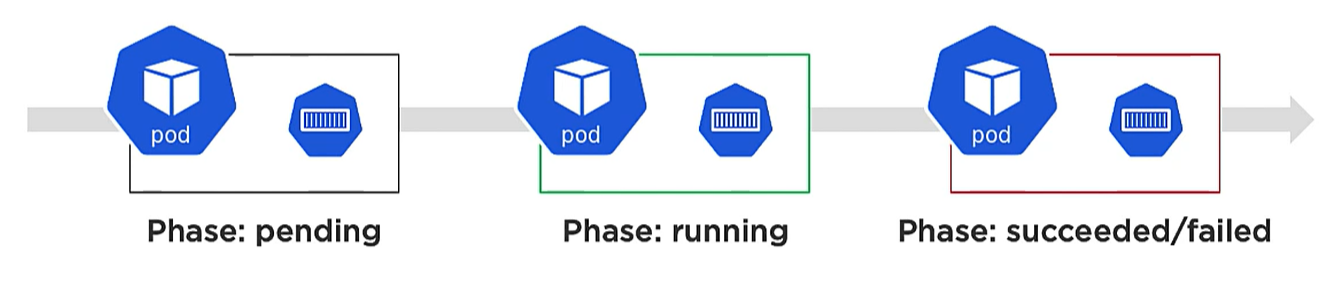 pod
pod
pod
Phase: pending
Phase: running
Phase: succeeded/failed